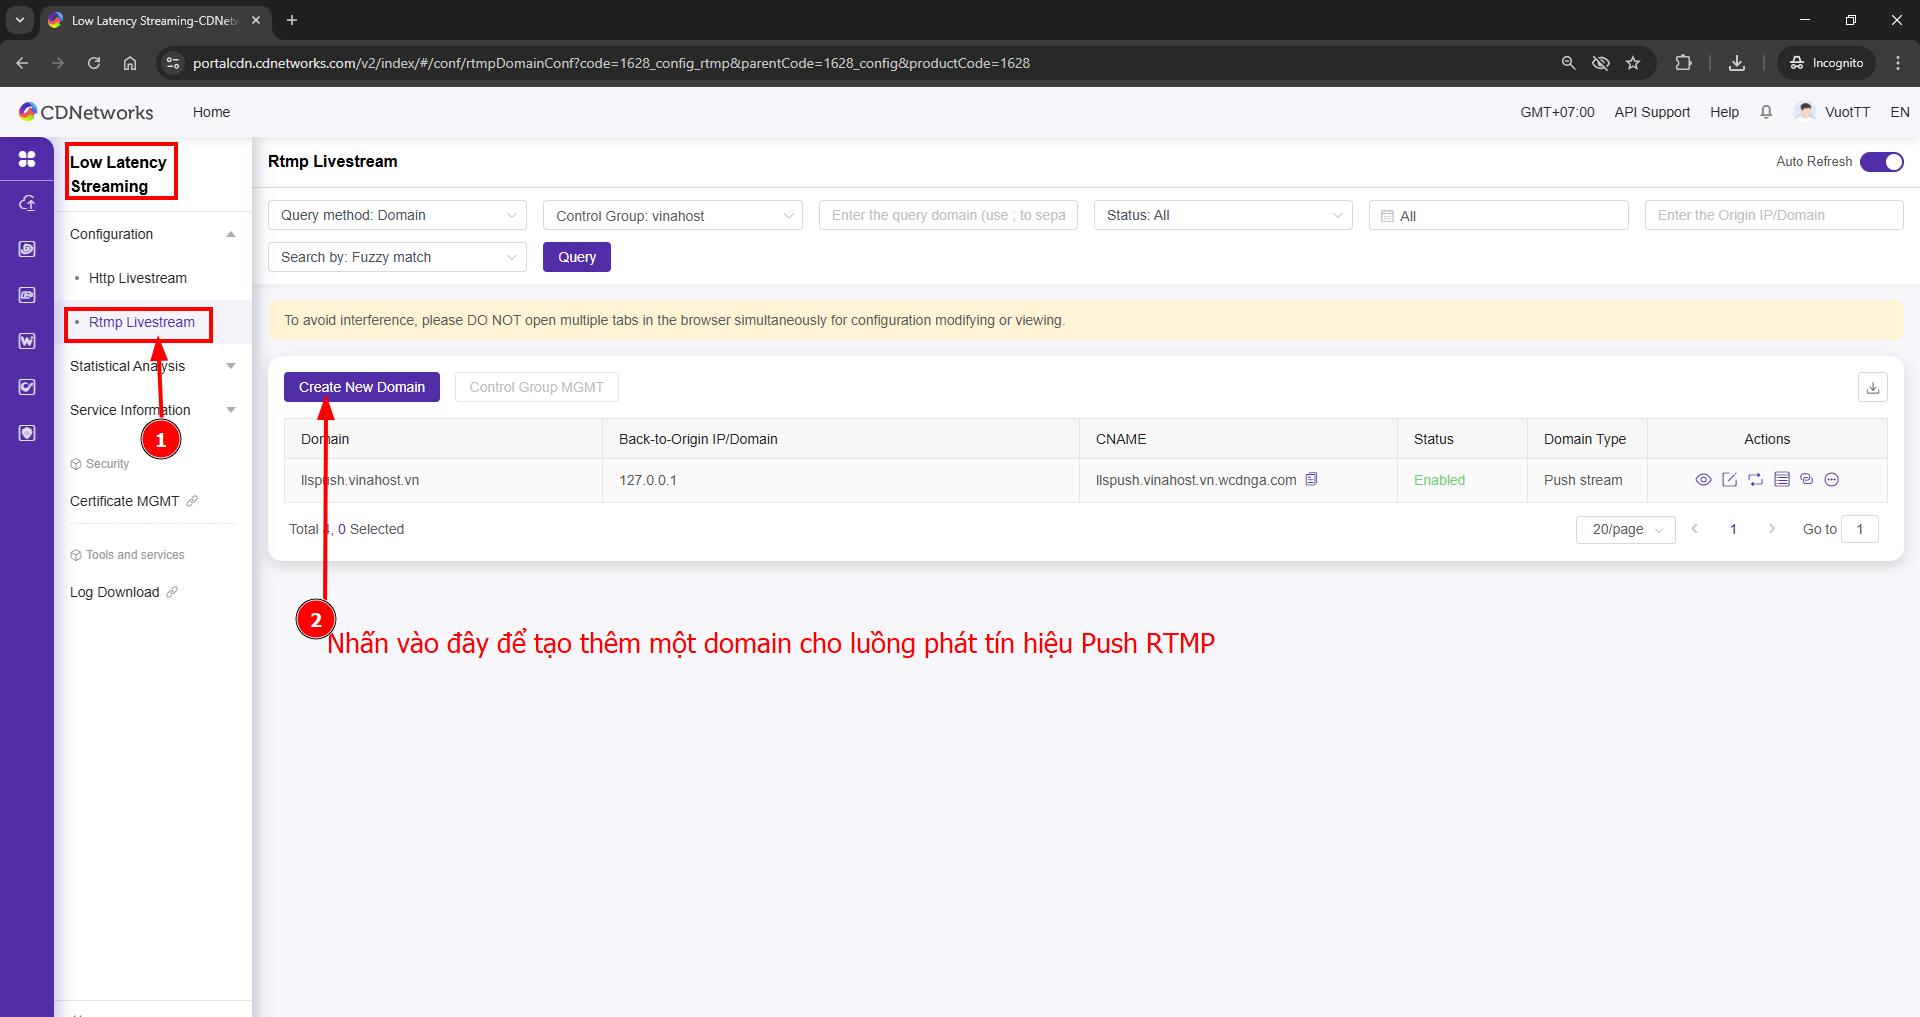 Low Latency Streaming-CDNetw
portalcdn.cdnetworks.com/v2/index/#/conf/rtmpDomainConf?code=1628_config_rtmp&parentCode=1628_config&productCode=1628
Incognito
CDNetworks
Home
GMT+07:00
API Support
Help
VuotTT
EN
Low Latency
Streaming
Configuration
Http Livestream
Rtmp Livestream
Statistical Analysis
Service Information
1
Security
Certificate MGMT
Tools and services
Log Download
Rtmp Livestream
Auto Refresh
Query method: Domain
Control Group: vinahost
Enter the query domain (use ; to sepa
Status: All
All
Enter the Origin IP/Domain
Search by: Fuzzy match
Query
To avoid interference, please DO NOT open multiple tabs in the browser simultaneously for configuration modifying or viewing.
Create New Domain
Control Group MGMT
Domain
Back-to-Origin IP/Domain
CNAME
Status
Domain Type
Actions
llspush.vinahost.vn
127.0.0.1
llspush.vinahost.vn.wcdnga.com
Enabled
Push stream
Total 4, 0 Selected
20/page
1
Go to
1
2
Nhấn vào đây để tạo thêm một domain cho luồng phát tín hiệu Push RTMP